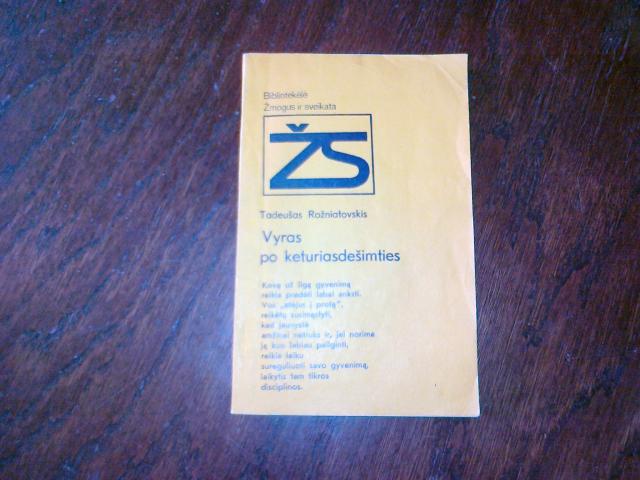 Bibliotekėlė
Žmogus ir sveikata
ŽS
Tadeušas Rožniatovskis
Vyras
po keturiasdešimties
Kovą už ilgą gyvenimą
reikia pradėti labai anksti.
Vos „atėjus į protą",
reikėtų susimąstyti,
kad jaunystė
amžinai netruks ir, jei norime
ją kuo labiau pailginti,
reikia laiku
sureguliuoti savo gyvenimą,
laikytis tam tikros
disciplinos.